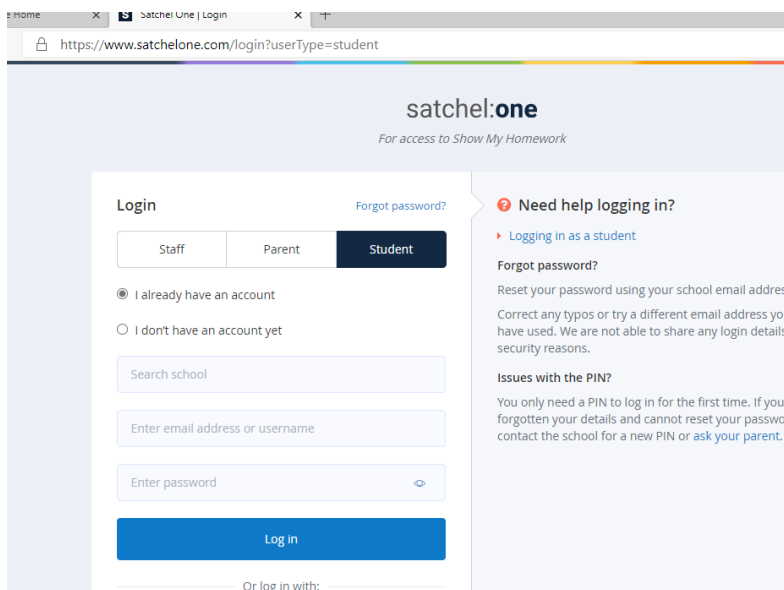 e Home
Satchel One | Login
https://www.satchelone.com/login?userType=student
satchel:one
For access to Show My Homework
Login
Forgot password?
Staff
Parent
Student
I already have an account
I don't have an account yet
Search school
Enter email address or username
Enter password
Log in
Or log in with:
Need help logging in?
Logging in as a student
Forgot password?
Reset your password using your school email addres
Correct any typos or try a different email address yo
have used. We are not able to share any login details
security reasons.
Issues with the PIN?
You only need a PIN to log in for the first time. If you
forgotten your details and cannot reset your passwo
contact the school for a new PIN or ask your parent.